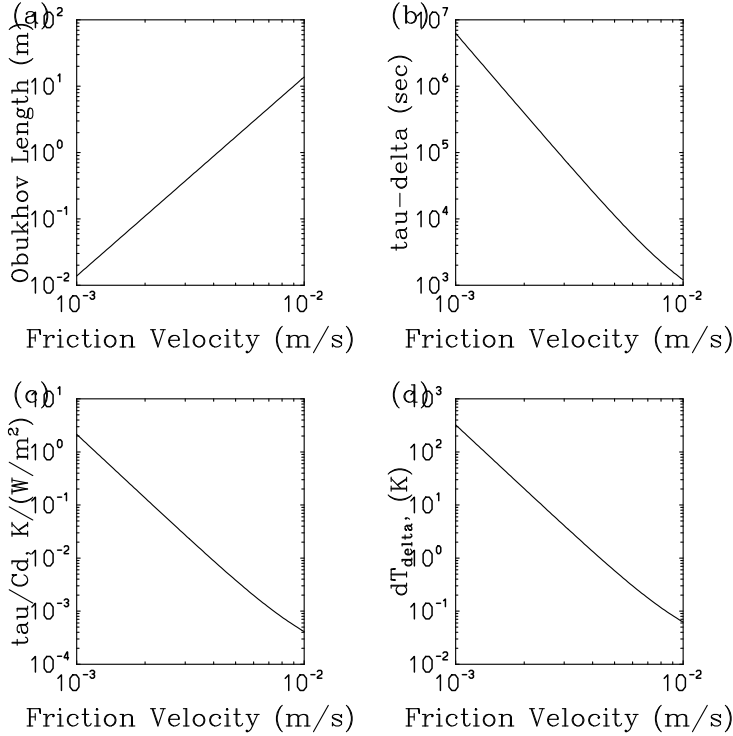 (a)
10²
10¹
10⁰
10⁻¹
10⁻²
Obukhov Length (m)
10⁻³ 10⁻²
Friction Velocity (m/s)
(b)
10⁷
10⁶
10⁵
10⁴
10³
tau-delta (sec)
10⁻³ 10⁻²
Friction Velocity (m/s)
(c)
10¹
10⁰
10⁻¹
10⁻²
10⁻³
10⁻⁴
tau/Cd, K/(W/m²)
10⁻³ 10⁻²
Friction Velocity (m/s)
(d)
10³
10²
10¹
10⁰
10⁻¹
10⁻²
dT_delta, (K)
10⁻³ 10⁻²
Friction Velocity (m/s)